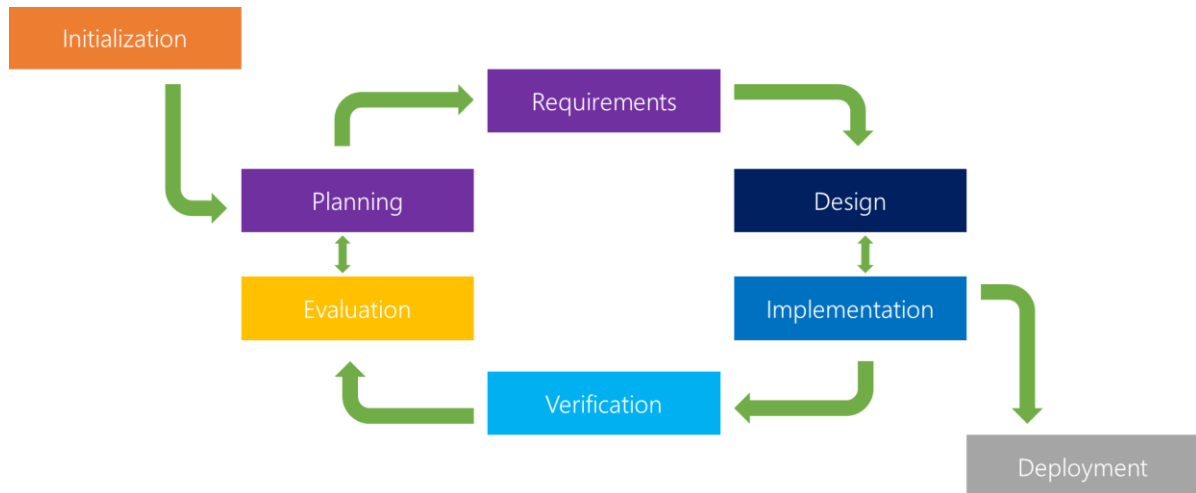 Initialization
Requirements
Planning
Design
Evaluation
Implementation
Verification
Deployment